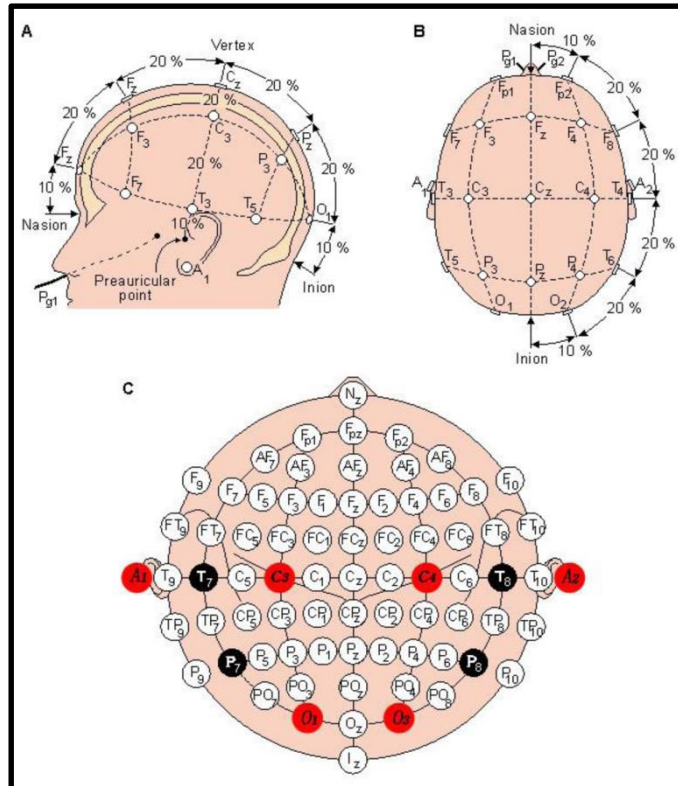 A
Vertex
20 %
20 %
Fz
Cz
20 %
20 %
F3
C3
Pz
Fz
20 %
P3
20 %
10 %
F7
T3
T5
O1
Nasion
10 %
10 %
Preauricular
point
A1
Inion
Pg1
B
Nasion
10 %
Pg1
Pg2
Fp1
Fp2
20 %
F7
F3
Fz
F4
F8
20 %
A1
T3
C3
Cz
C4
T4
A2
20 %
T5
P3
Pz
P4
T6
O1
O2
20 %
10 %
Inion
C
Nz
Fp1 Fpz Fp2
AF7 AF3 AFz AF4 AF8
F9 F7 F5 F3 F1 Fz F2 F4 F6 F8 F10
FT9 FT7 FC5 FC3 FC1 FCz FC2 FC4 FC6 FT8 FT10
A1 T9 T7 C5 C3 C1 Cz C2 C4 C6 T8 T10 A2
TP9 TP7 CP5 CP3 CP1 CPz CP2 CP4 CP6 TP8 TP10
P9 P7 P5 P3 P1 Pz P2 P4 P6 P8 P10
PO7 PO3 POz PO4 PO8
O1 Oz O3
Iz